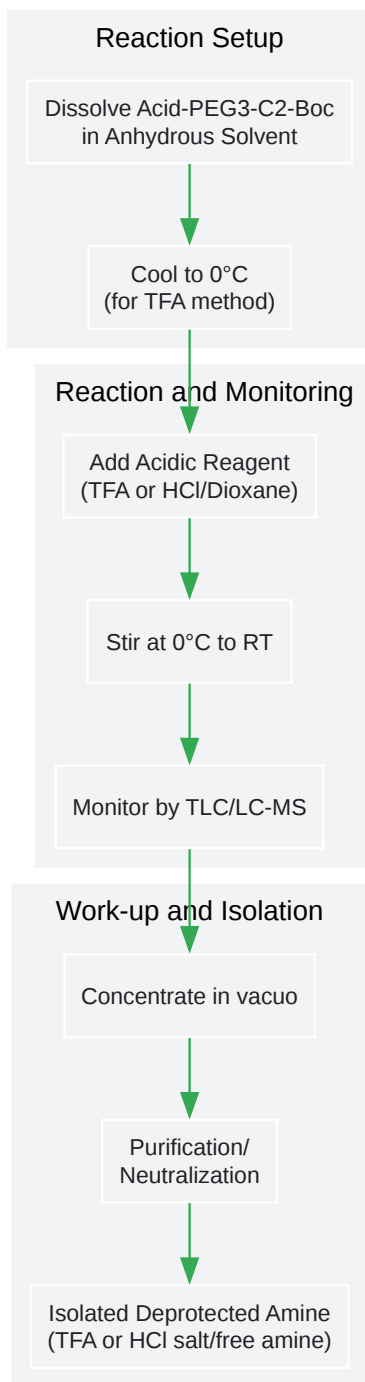 Reaction Setup
Dissolve Acid-PEG3-C2-Boc
in Anhydrous Solvent
Cool to 0°C
(for TFA method)
Reaction and Monitoring
Add Acidic Reagent
(TFA or HCl/Dioxane)
Stir at 0°C to RT
Monitor by TLC/LC-MS
Work-up and Isolation
Concentrate in vacuo
Purification/
Neutralization
Isolated Deprotected Amine
(TFA or HCl salt/free amine)